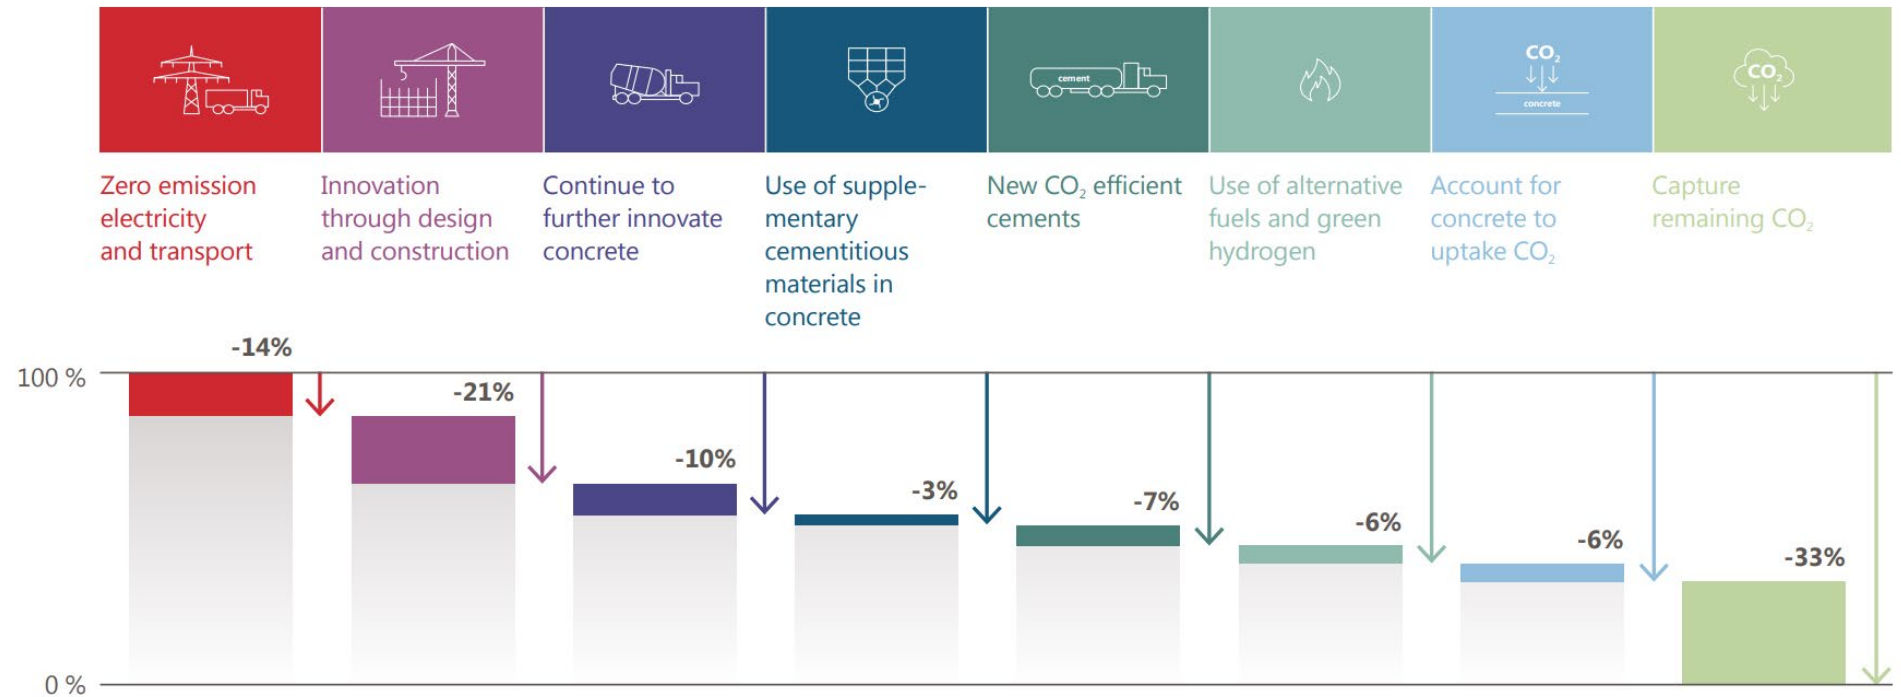 cement
CO₂
concrete
CO₂
Zero emission
electricity
and transport
Innovation
through design
and construction
Continue to
further innovate
concrete
Use of supple-
mentary
cementitious
materials in
concrete
New CO₂ efficient
cements
Use of alternative
fuels and green
hydrogen
Account for
concrete to
uptake CO₂
Capture
remaining CO₂
100 %
-14%
-21%
-10%
-3%
-7%
-6%
-6%
-33%
0 %